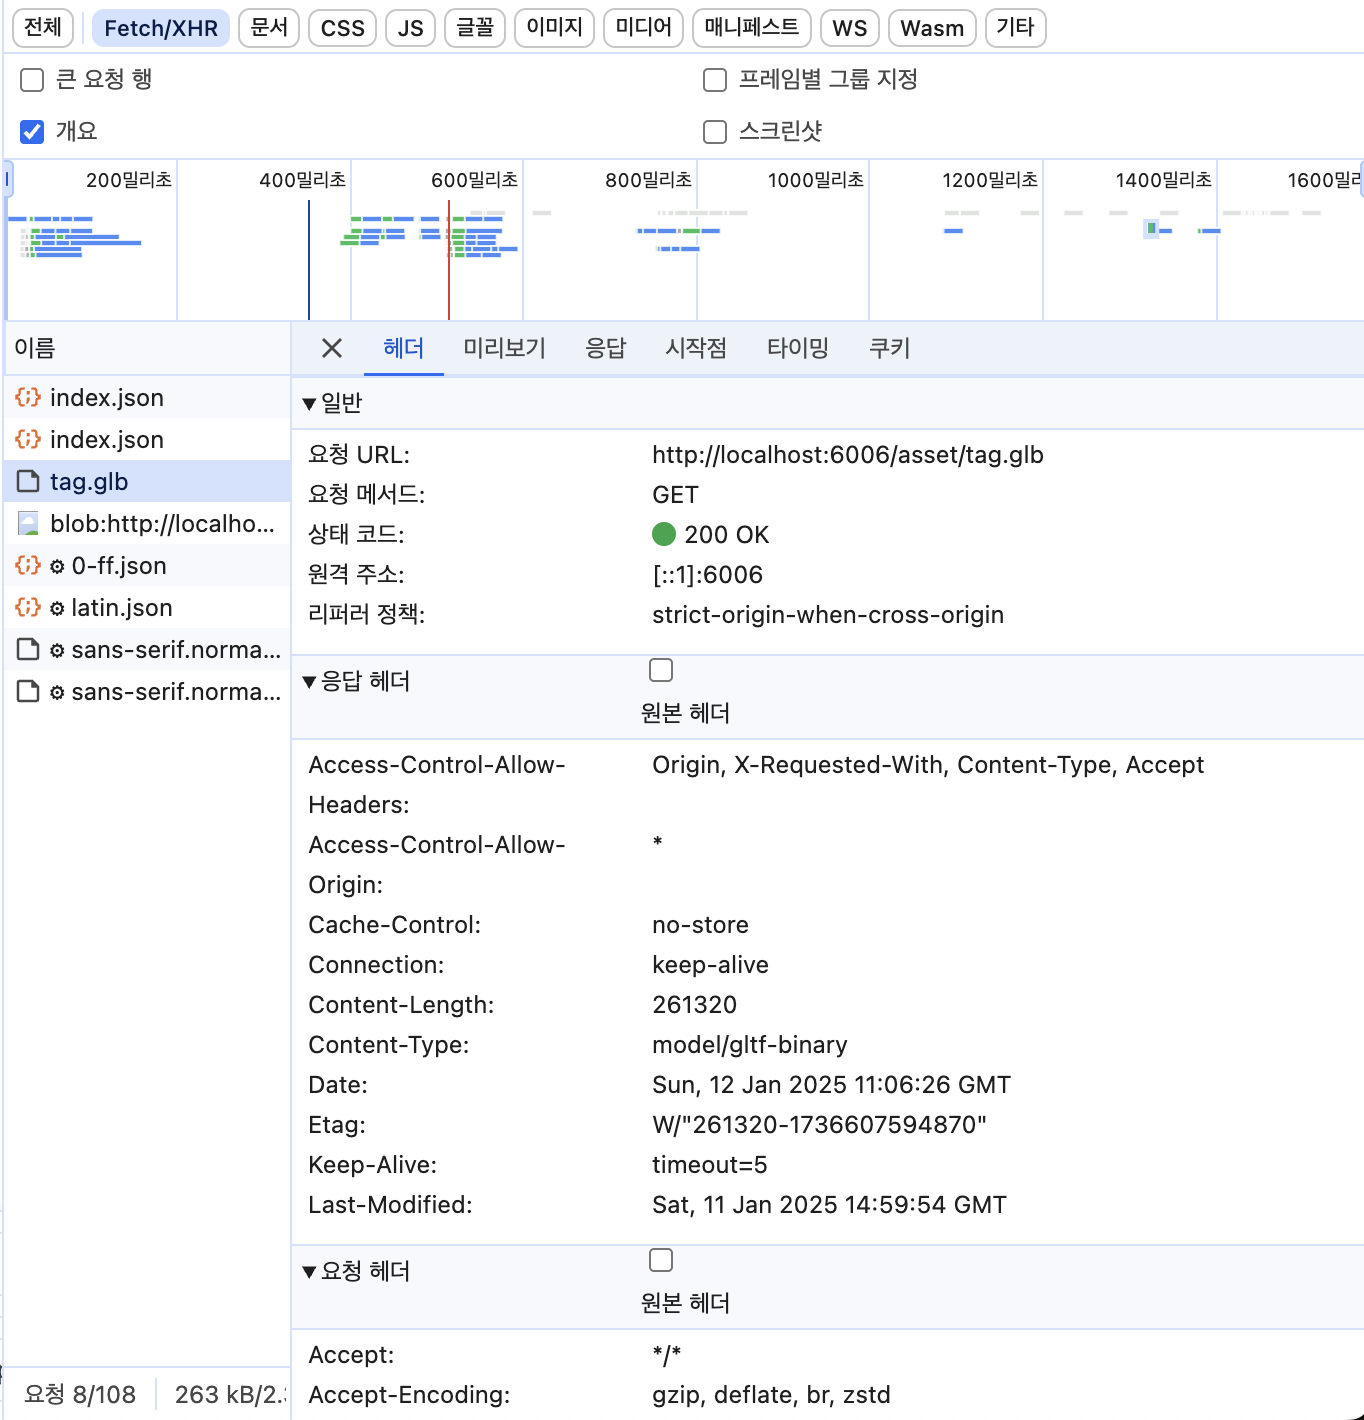 전체 Fetch/XHR 문서 CSS JS 글꼴 이미지 미디어 매니페스트 WS Wasm 기타
큰 요청 행 프레임별 그룹 지정
개요 스크린샷
200밀리초 400밀리초 600밀리초 800밀리초 1000밀리초 1200밀리초 1400밀리초
이름 헤더 미리보기 응답 시작점 타이밍 쿠키
index.json
index.json
tag.glb
blob:http://localho...
0-ff.json
latin.json
sans-serif.norma...
sans-serif.norma...
요청 8/108 263 kB/2.
일반
요청 URL: http://localhost:6006/asset/tag.glb
요청 메서드: GET
상태 코드: 200 OK
원격 주소: [::1]:6006
리퍼러 정책: strict-origin-when-cross-origin
응답 헤더
원본 헤더
Access-Control-Allow- Origin, X-Requested-With, Content-Type, Accept
Headers:
Access-Control-Allow- *
Origin:
Cache-Control: no-store
Connection: keep-alive
Content-Length: 261320
Content-Type: model/gltf-binary
Date: Sun, 12 Jan 2025 11:06:26 GMT
Etag: W/"261320-1736607594870"
Keep-Alive: timeout=5
Last-Modified: Sat, 11 Jan 2025 14:59:54 GMT
요청 헤더
원본 헤더
Accept: */*
Accept-Encoding: gzip, deflate, br, zstd